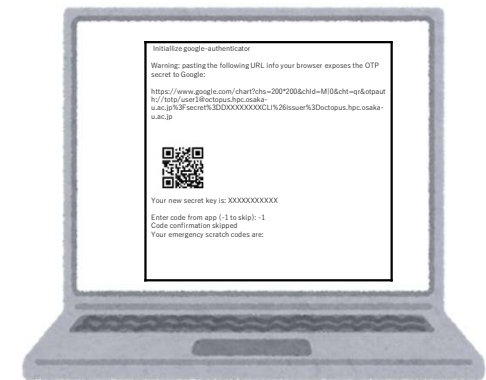 Initiallize google-authenticator
Warning: pasting the following URL info your browser exposes the OTP
secret to Google:
https://www.google.com/chart?chs=200*200&chld=M|0&cht=qr&otpaut
h://totp/user1@octopus.hpc.osaka-
u.ac.jp%3Fsecret%3DDXXXXXXXXCLI%26issuer%3Doctopus.hpc.osaka-
u.ac.jp
Your new secret key is: XXXXXXXXXXX
Enter code from app (-1 to skip): -1
Code confirmation skipped
Your emergency scratch codes are: